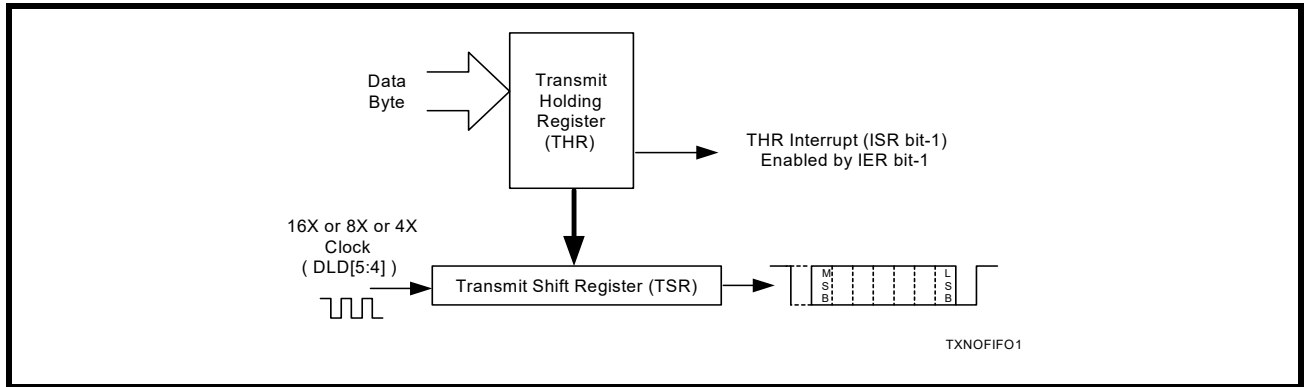 Data
Byte
Transmit
Holding
Register
(THR)
THR Interrupt (ISR bit-1)
Enabled by IER bit-1
16X or 8X or 4X
Clock
( DLD[5:4] )
Transmit Shift Register (TSR)
M
S
B
L
S
B
TXNOFIFO1